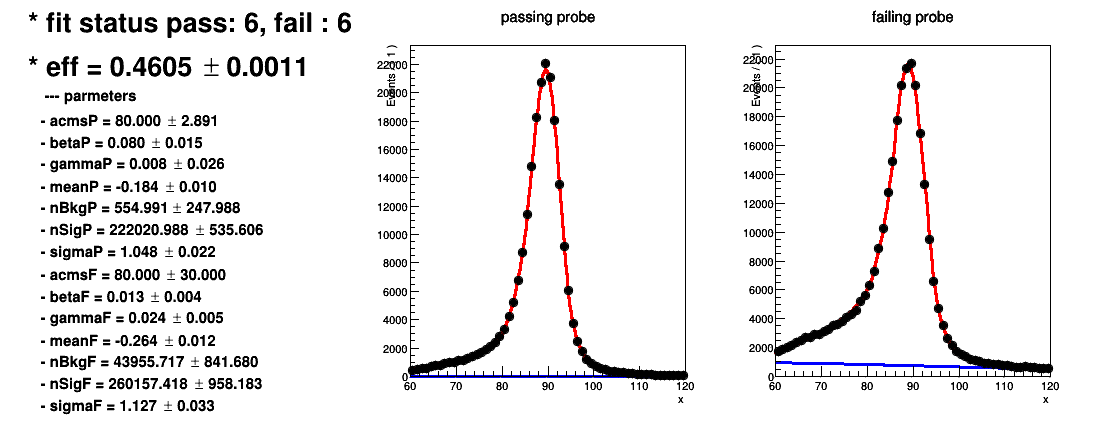 * fit status pass: 6, fail : 6
* eff = 0.4605 ± 0.0011
--- parmeters
- acmsP = 80.000 ± 2.891
- betaP = 0.080 ± 0.015
- gammaP = 0.008 ± 0.026
- meanP = -0.184 ± 0.010
- nBkgP = 554.991 ± 247.988
- nSigP = 222020.988 ± 535.606
- sigmaP = 1.048 ± 0.022
- acmsF = 80.000 ± 30.000
- betaF = 0.013 ± 0.004
- gammaF = 0.024 ± 0.005
- meanF = -0.264 ± 0.012
- nBkgF = 43955.717 ± 841.680
- nSigF = 260157.418 ± 958.183
- sigmaF = 1.127 ± 0.033
passing probe
Events / ( 1 )
22000
20000
18000
16000
14000
12000
10000
8000
6000
4000
2000
0
60 70 80 90 100 110 120
x
failing probe
Events / ( 1 )
22000
20000
18000
16000
14000
12000
10000
8000
6000
4000
2000
0
60 70 80 90 100 110 120
x